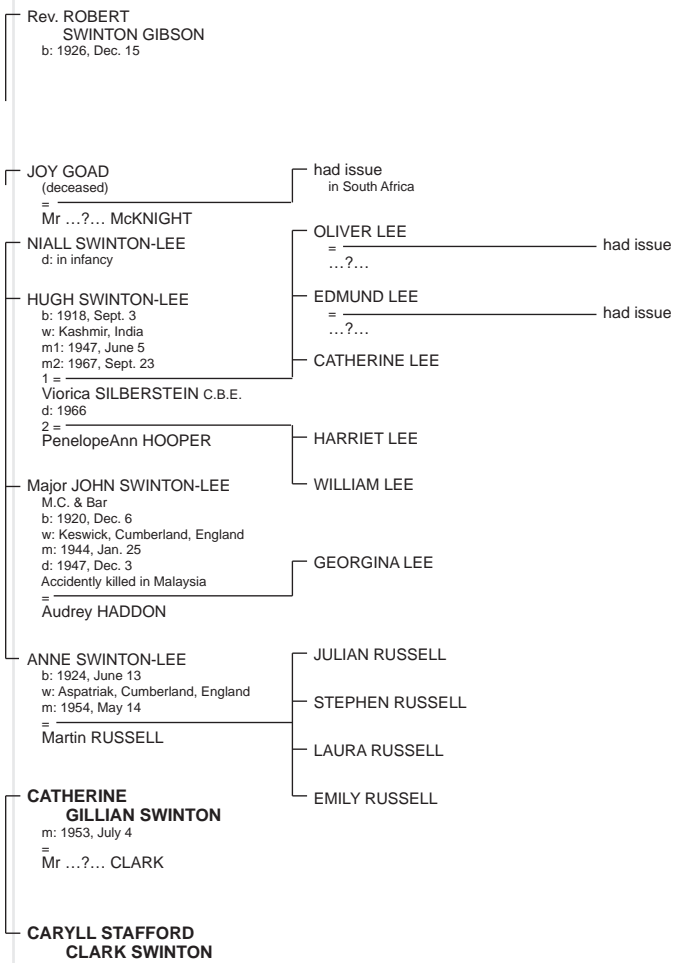 Rev. ROBERT
SWINTON GIBSON
b: 1926, Dec. 15
JOY GOAD
(deceased)
=
Mr …?… McKNIGHT
had issue
in South Africa
NIALL SWINTON-LEE
d: in infancy
HUGH SWINTON-LEE
b: 1918, Sept. 3
w: Kashmir, India
m1: 1947, June 5
m2: 1967, Sept. 23
1 =
Viorica SILBERSTEIN C.B.E.
d: 1966
2 =
PenelopeAnn HOOPER
OLIVER LEE
=
…?…
had issue
EDMUND LEE
=
…?…
had issue
CATHERINE LEE
HARRIET LEE
WILLIAM LEE
Major JOHN SWINTON-LEE
M.C. & Bar
b: 1920, Dec. 6
w: Keswick, Cumberland, England
m: 1944, Jan. 25
d: 1947, Dec. 3
Accidently killed in Malaysia
=
Audrey HADDON
GEORGINA LEE
ANNE SWINTON-LEE
b: 1924, June 13
w: Aspatriak, Cumberland, England
m: 1954, May 14
=
Martin RUSSELL
JULIAN RUSSELL
STEPHEN RUSSELL
LAURA RUSSELL
EMILY RUSSELL
CATHERINE
GILLIAN SWINTON
m: 1953, July 4
=
Mr …?… CLARK
CARYLL STAFFORD
CLARK SWINTON